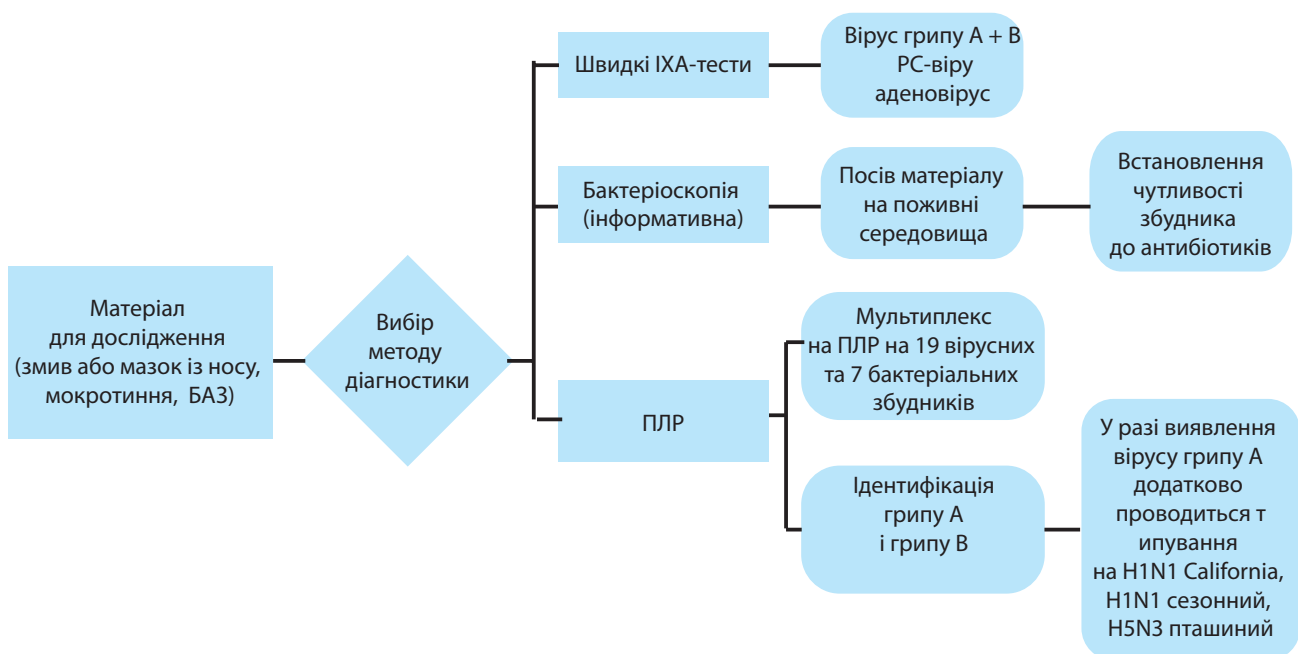 Матеріал
для дослідження
(змив або мазок із носу,
мокротиння, БАЗ)
Вибір
методу
діагностики
Швидкі ІХА-тести
Вірус грипу А + В
РС-віру
аденовірус
Бактеріоскопія
(інформативна)
Посів матеріалу
на поживні
середовища
Встановлення
чутливості
збудника
до антибіотиків
ПЛР
Мультиплекс
на ПЛР на 19 вірусних
та 7 бактеріальних
збудників
Ідентифікація
грипу А
і грипу В
У разі виявлення
вірусу грипу А
додатково
проводиться т
ипування
на H1N1 California,
H1N1 сезонний,
H5N3 пташиний